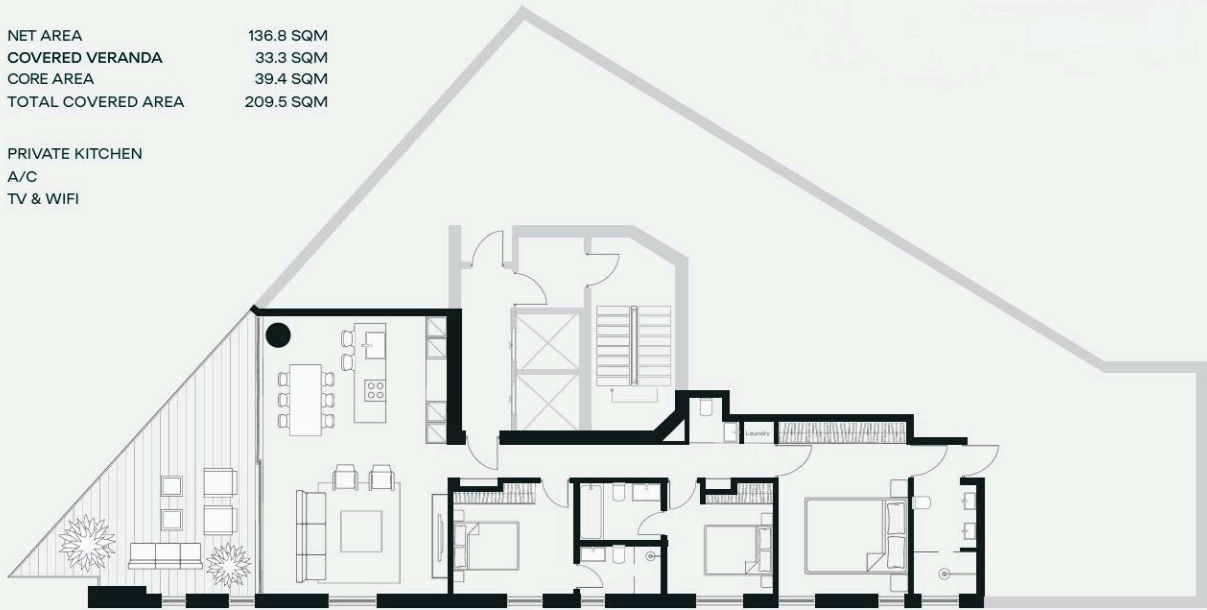 NET AREA 136.8 SQM
COVERED VERANDA 33.3 SQM
CORE AREA 39.4 SQM
TOTAL COVERED AREA 209.5 SQM
PRIVATE KITCHEN
A/C
TV & WIFI
Laundry